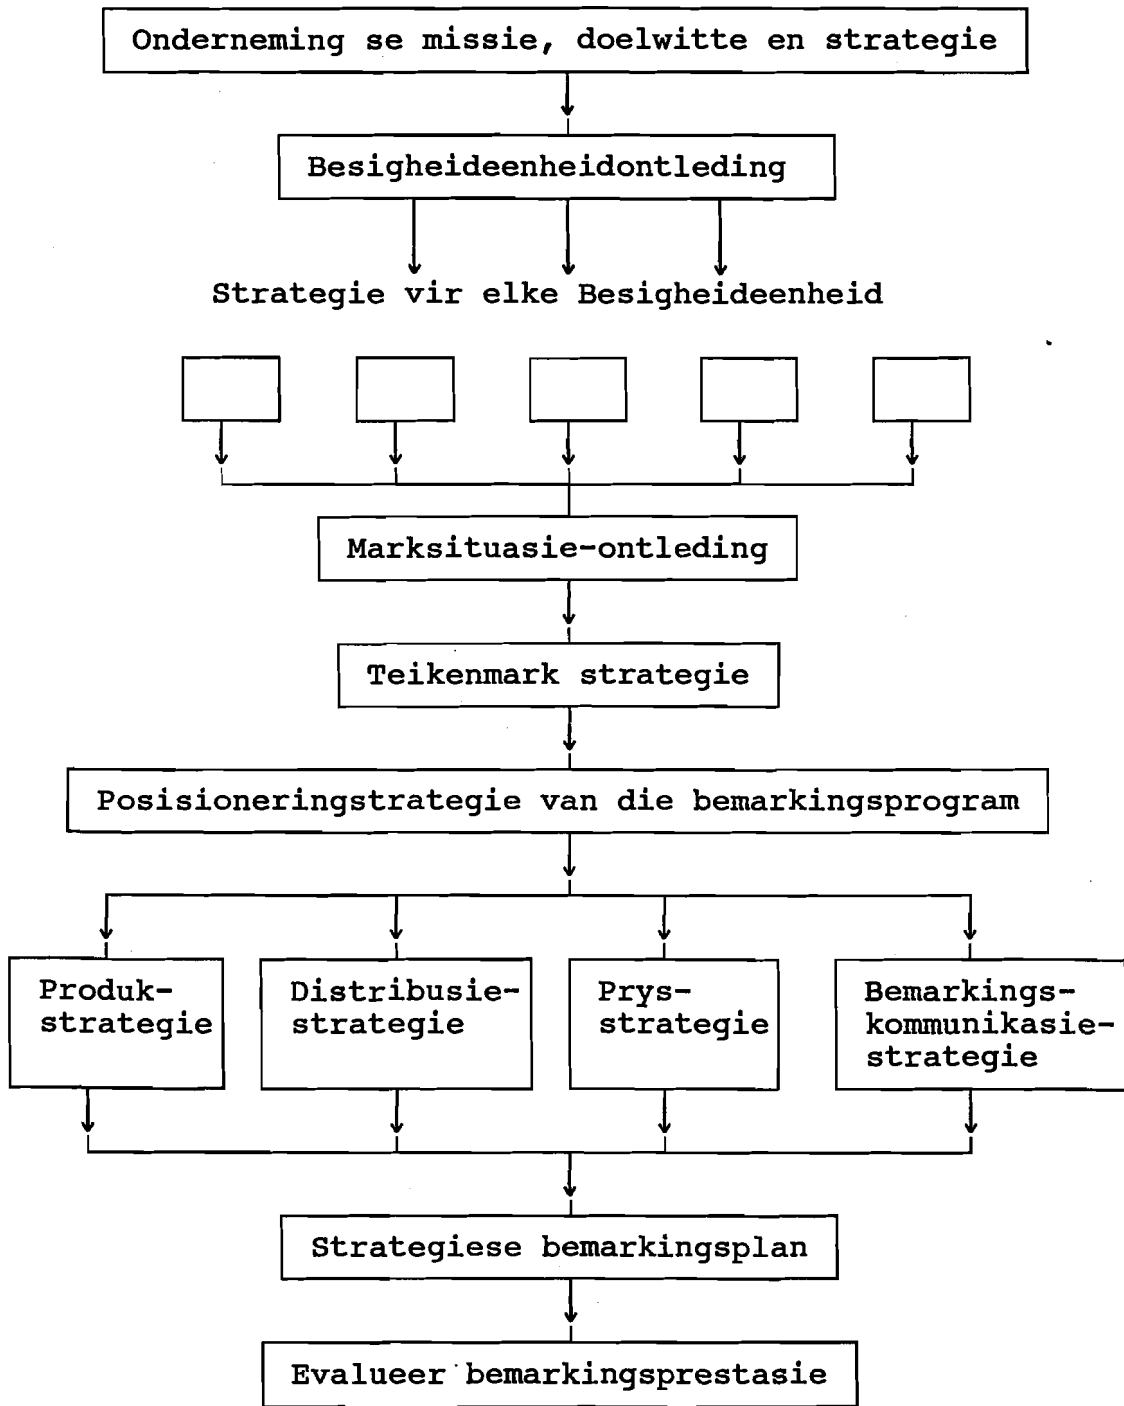 Onderneming se missie, doelwitte en strategie
Besigheideenheidontleding
Strategie vir elke Besigheideenheid
Marksituasie-ontleding
Teikenmark strategie
Posisioneringstrategie van die bemarkingsprogram
Produk-
strategie
Distribusie-
strategie
Prys-
strategie
Bemarkings-
kommunikasie-
strategie
Strategiese bemarkingsplan
Evalueer bemarkingsprestasie